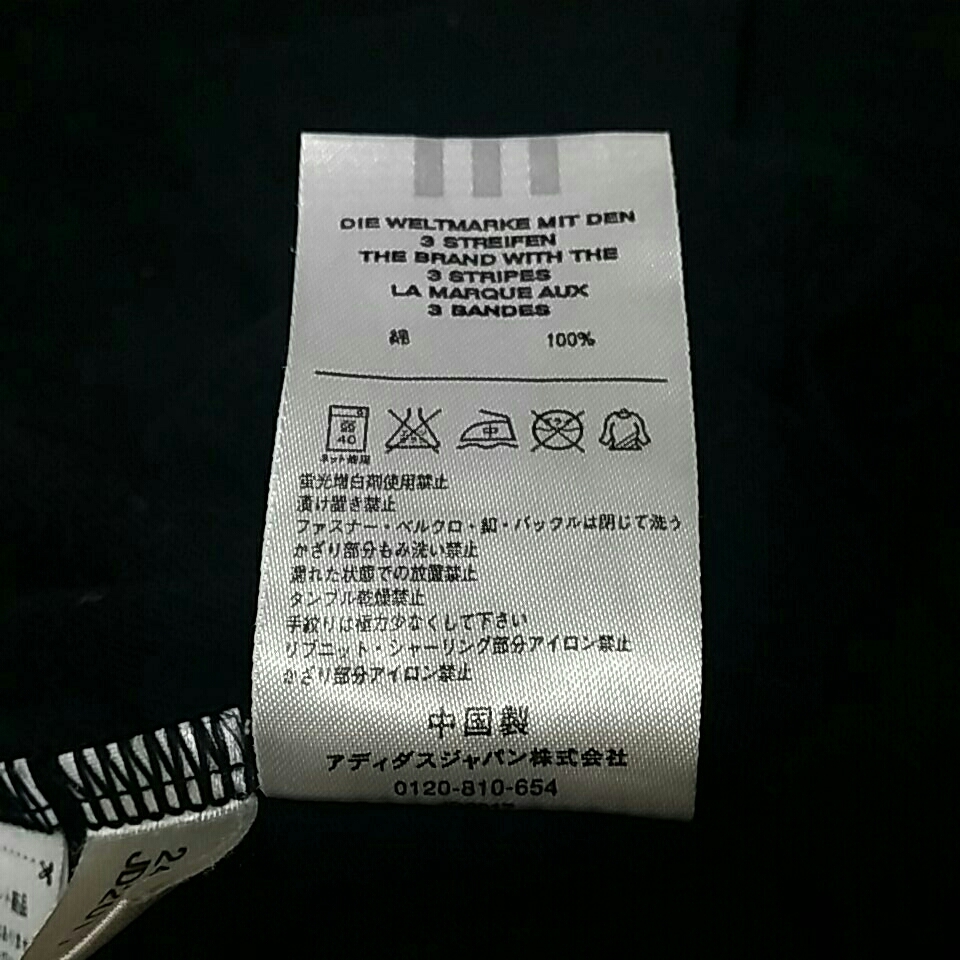 DIE WELTMARKE MIT DEN
3 STREIFEN
THE BRAND WITH THE
3 STRIPES
LA MARQUE AUX
3 BANDES
綿 100%
弱
40
中
ネット使用
蛍光増白剤使用禁止
漬け置き禁止
ファスナー・ベルクロ・釦・バックルは閉じて洗う
かざり部分もみ洗い禁止
濡れた状態での放置禁止
タンブル乾燥禁止
手絞りは極力少なくして下さい
リブニット・シャーリング部分アイロン禁止
かざり部分アイロン禁止
中国製
アディダスジャパン株式会社
0120-810-654